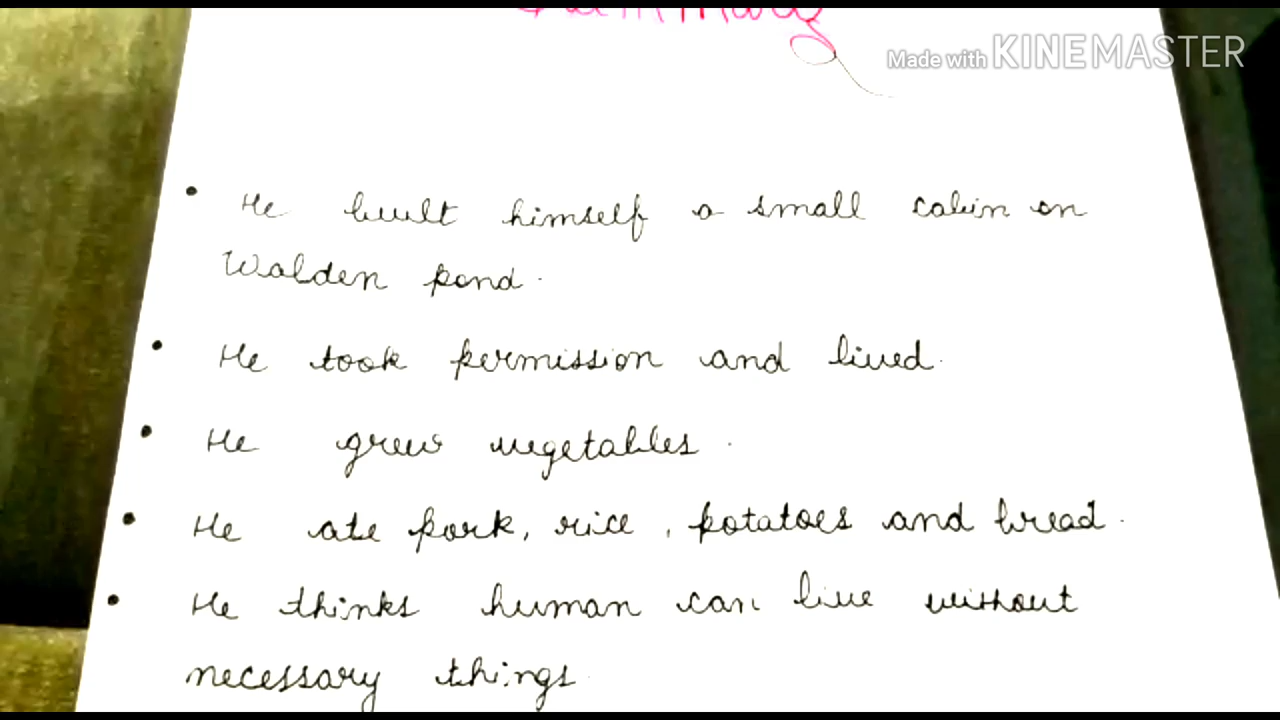 Summary
Made with KINEMASTER
• He built himself a small cabin on
Walden pond.
• He took permission and lived.
• He grew vegetables.
• He ate pork, rice, potatoes and bread.
• He thinks human can live without
necessary things.